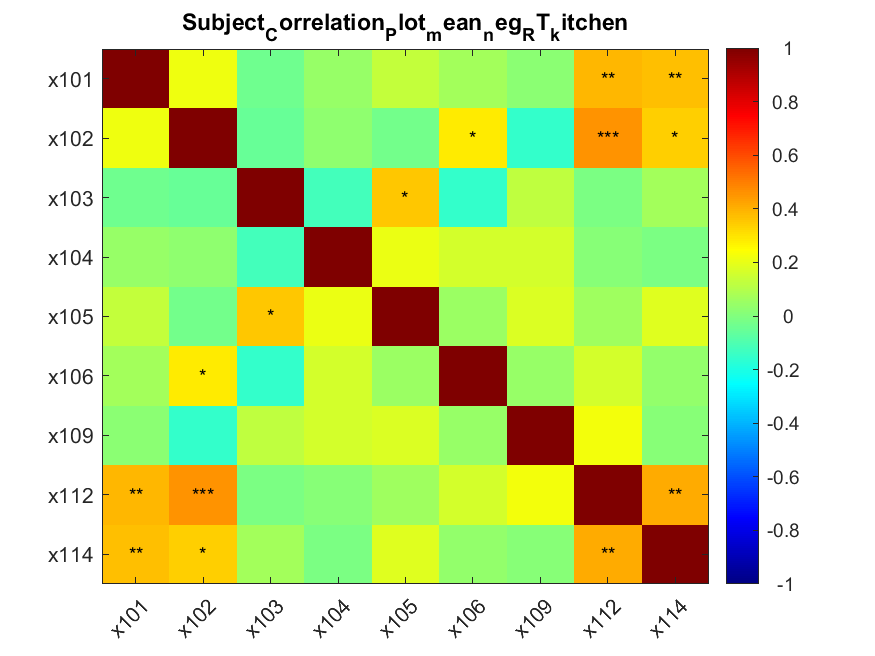 Subject_Correlation_Plot_mean_neg_RT_kitchen
1
x101 ** **
0.8
x102 * *** *
0.6
x103 *
0.4
x104
0.2
x105 *
0
x106 *
-0.2
x109
-0.4
x112 ** *** **
-0.6
x114 ** * **
-0.8
-1
x101 x102 x103 x104 x105 x106 x109 x112 x114